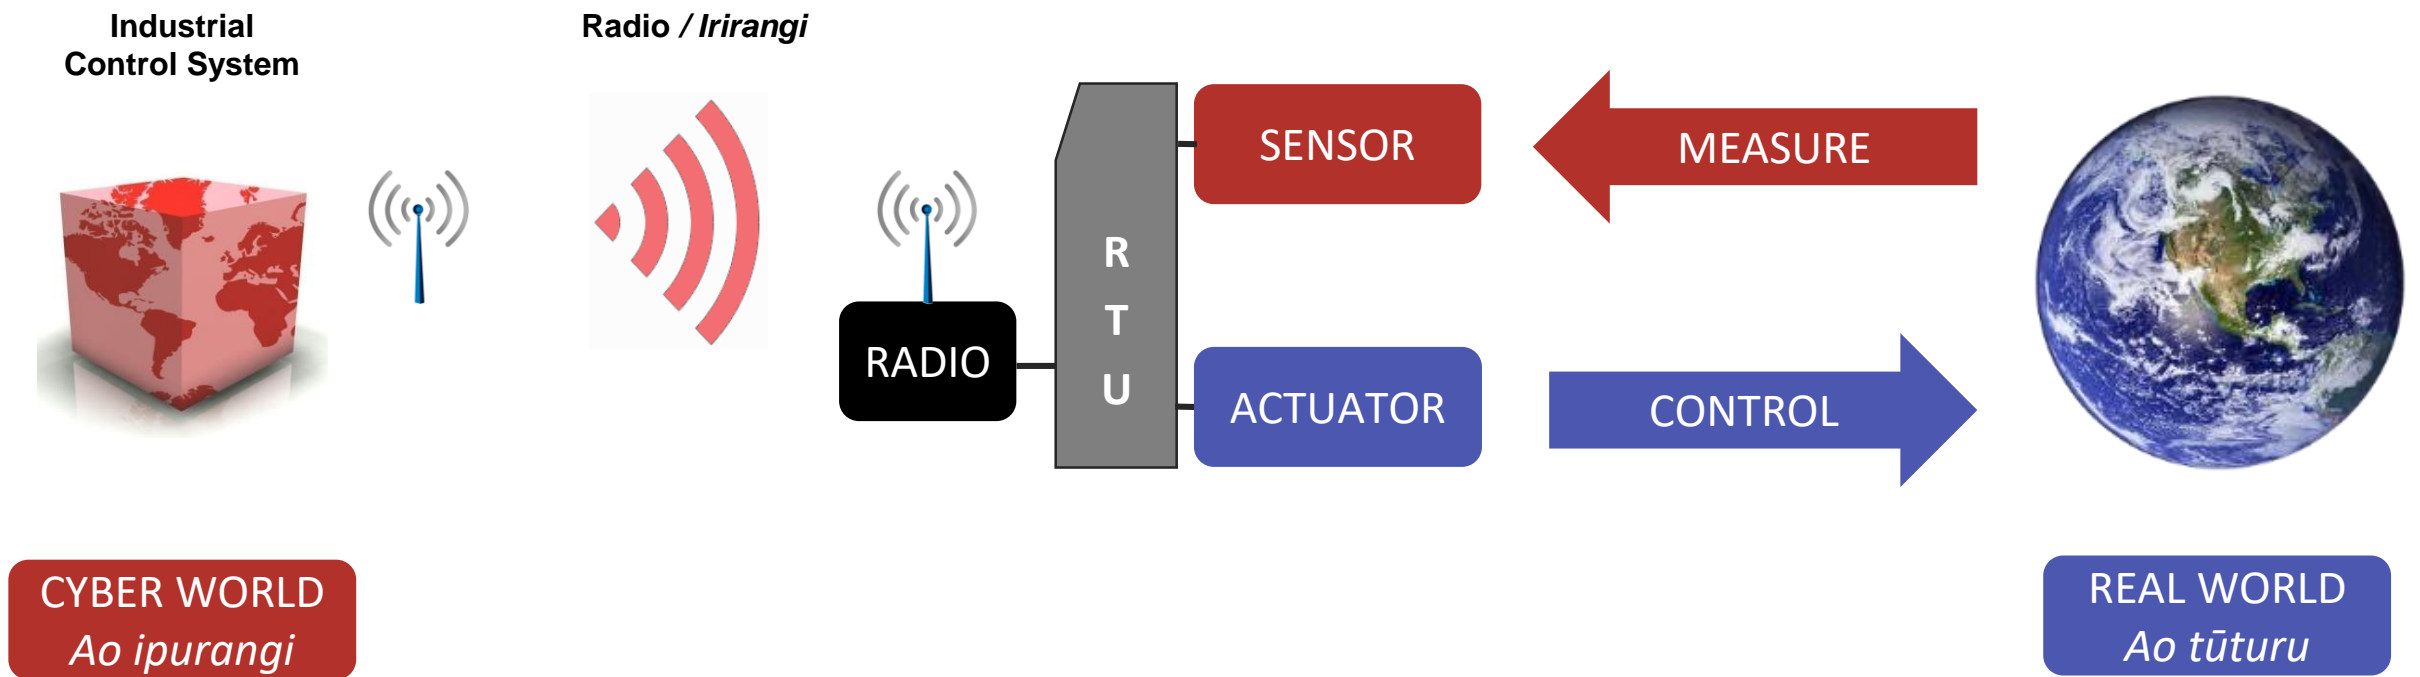 Industrial
Control System
Radio / Irirangi
SENSOR
MEASURE
R
T
U
RADIO
ACTUATOR
CONTROL
CYBER WORLD
Ao ipurangi
REAL WORLD
Ao tūturu